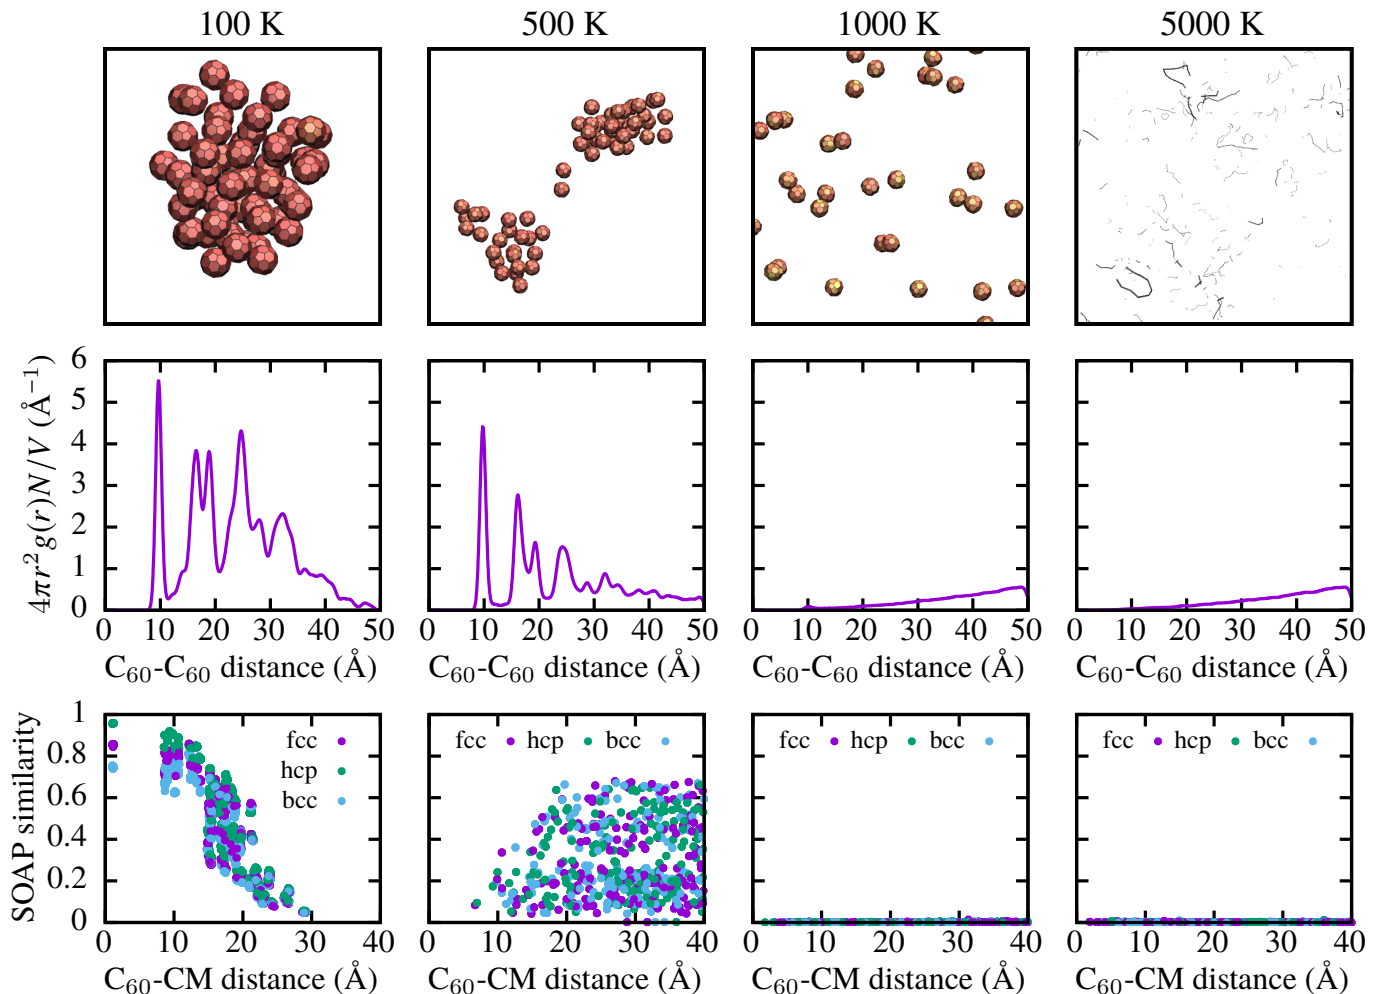 100 K 500 K 1000 K 5000 K
4πr²g(r)N/V (Å⁻¹)
6
5
4
3
2
1
0
0 10 20 30 40 50
0 10 20 30 40 50
0 10 20 30 40 50
0 10 20 30 40 50
C₆₀-C₆₀ distance (Å)
C₆₀-C₆₀ distance (Å)
C₆₀-C₆₀ distance (Å)
C₆₀-C₆₀ distance (Å)
SOAP similarity
1
0.8
0.6
0.4
0.2
0
fcc
hcp
bcc
fcc hcp bcc
fcc hcp bcc
fcc hcp bcc
0 10 20 30 40
0 10 20 30 40
0 10 20 30 40
0 10 20 30 40
C₆₀-CM distance (Å)
C₆₀-CM distance (Å)
C₆₀-CM distance (Å)
C₆₀-CM distance (Å)